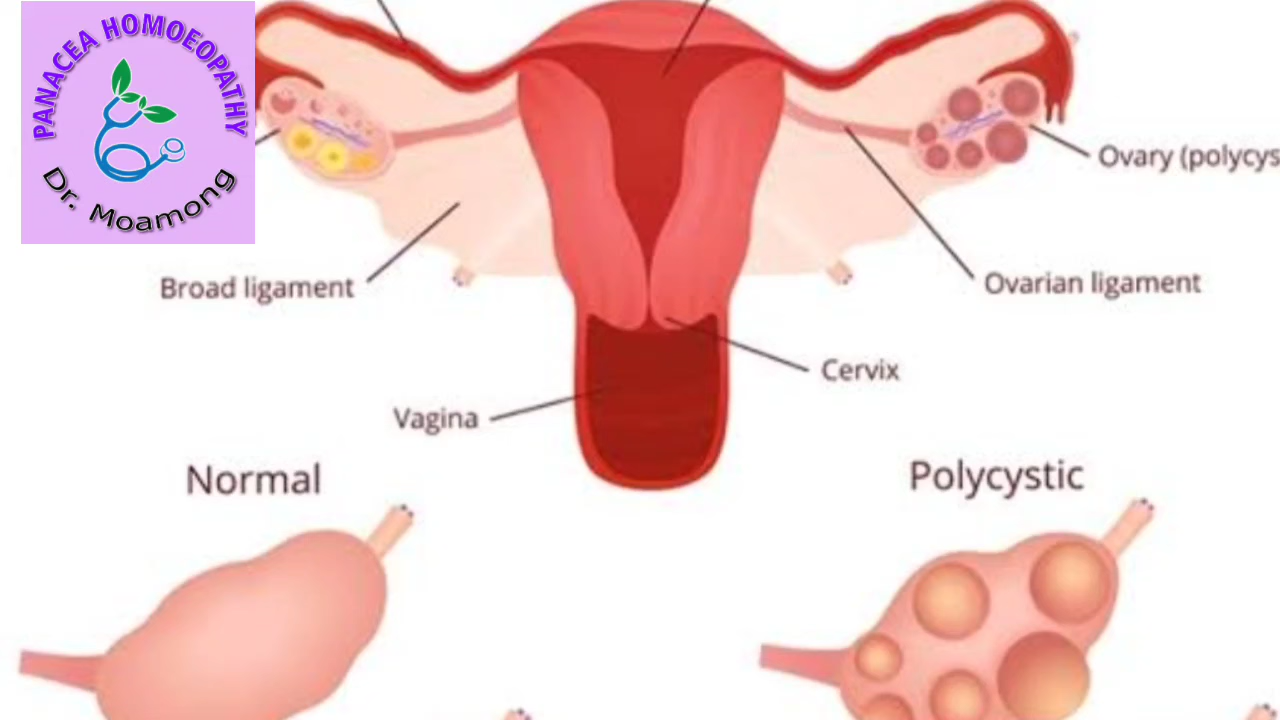 PANACEA HOMOEOPATHY
Dr. Moamong
Ovary (polycys
Broad ligament
Ovarian ligament
Cervix
Vagina
Normal
Polycystic